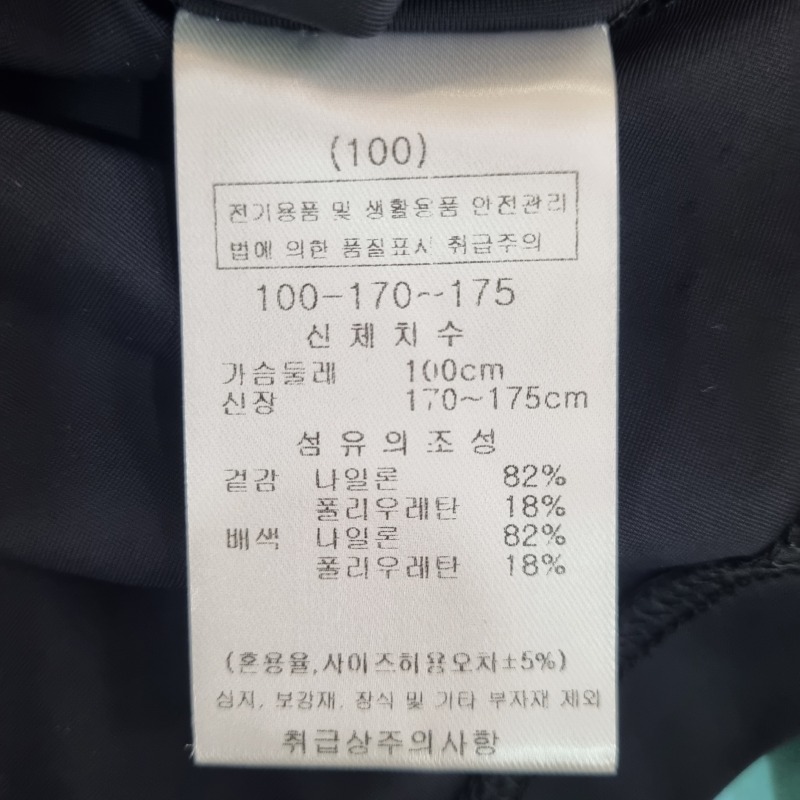 (100)
전기용품 및 생활용품 안전관리
법에 의한 품질표시 취급주의
100-170~175
신 체 치 수
가슴둘레 100cm
신장 170~175cm
섬 유 의 조 성
겉감 나일론 82%
폴리우레탄 18%
배색 나일론 82%
폴리우레탄 18%
(혼용율,사이즈허용오차±5%)
심지, 보강재, 장식 및 기타 부자재 제외
취급상주의사항